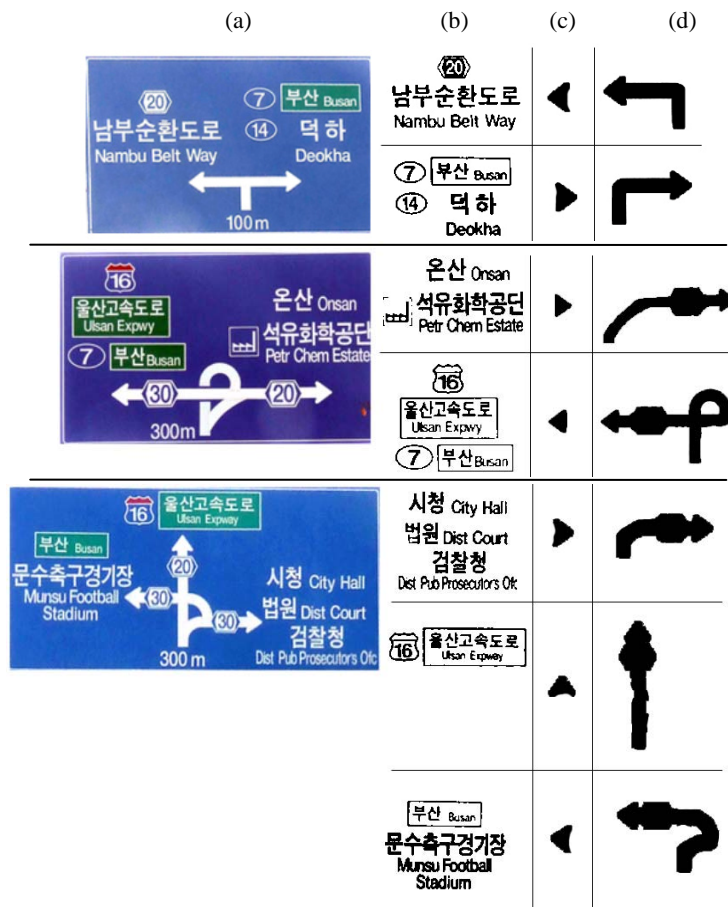 (a) (b) (c) (d)
20
남부순환도로
Nambu Belt Way
7 부산 Busan
14 덕하
Deokha
100m
20
남부순환도로
Nambu Belt Way
7 부산 Busan
14 덕하
Deokha
16
울산고속도로
Ulsan Expwy
7 부산 Busan
온산 Onsan
석유화학공단
Petr Chem Estate
30 20
300m
온산 Onsan
석유화학공단
Petr Chem Estate
16
울산고속도로
Ulsan Expwy
7 부산 Busan
16 울산고속도로
Ulsan Expway
부산 Busan
문수축구경기장
Munsu Football
Stadium
20
30
30
시청 City Hall
법원 Dist Court
검찰청
Dist Pub Prosecutor's Ofc
300 m
시청 City Hall
법원 Dist Court
검찰청
Dist Pub Prosecutor's Ofc
16 울산고속도로
Ulsan Expway
부산 Busan
문수축구경기장
Munsu Football
Stadium